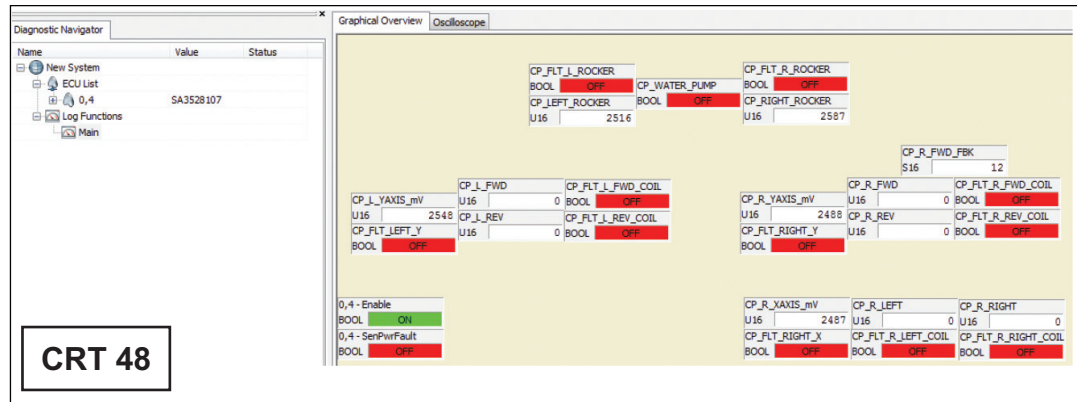 Diagnostic Navigator
x
Name Value Status
New System
ECU List
0,4 SA3528107
Log Functions
Main
Graphical Overview Oscilloscope
CP_FLT_L_ROCKER
BOOL OFF
CP_LEFT_ROCKER
U16 2516
CP_WATER_PUMP
BOOL OFF
CP_FLT_R_ROCKER
BOOL OFF
CP_RIGHT_ROCKER
U16 2587
CP_R_FWD_FBK
S16 12
CP_L_YAXIS_mV
U16 2548
CP_FLT_LEFT_Y
BOOL OFF
CP_L_FWD
U16 0
CP_L_REV
U16 0
CP_FLT_L_FWD_COIL
BOOL OFF
CP_FLT_L_REV_COIL
BOOL OFF
CP_R_YAXIS_mV
U16 2488
CP_FLT_RIGHT_Y
BOOL OFF
CP_R_FWD
U16 0
CP_R_REV
U16 0
CP_FLT_R_FWD_COIL
BOOL OFF
CP_FLT_R_REV_COIL
BOOL OFF
0,4 - Enable
BOOL ON
0,4 - SenPwrFault
BOOL OFF
CP_R_XAXIS_mV
U16 2487
CP_FLT_RIGHT_X
BOOL OFF
CP_R_LEFT
U16 0
CP_FLT_R_LEFT_COIL
BOOL OFF
CP_R_RIGHT
U16 0
CP_FLT_R_RIGHT_COIL
BOOL OFF
CRT 48